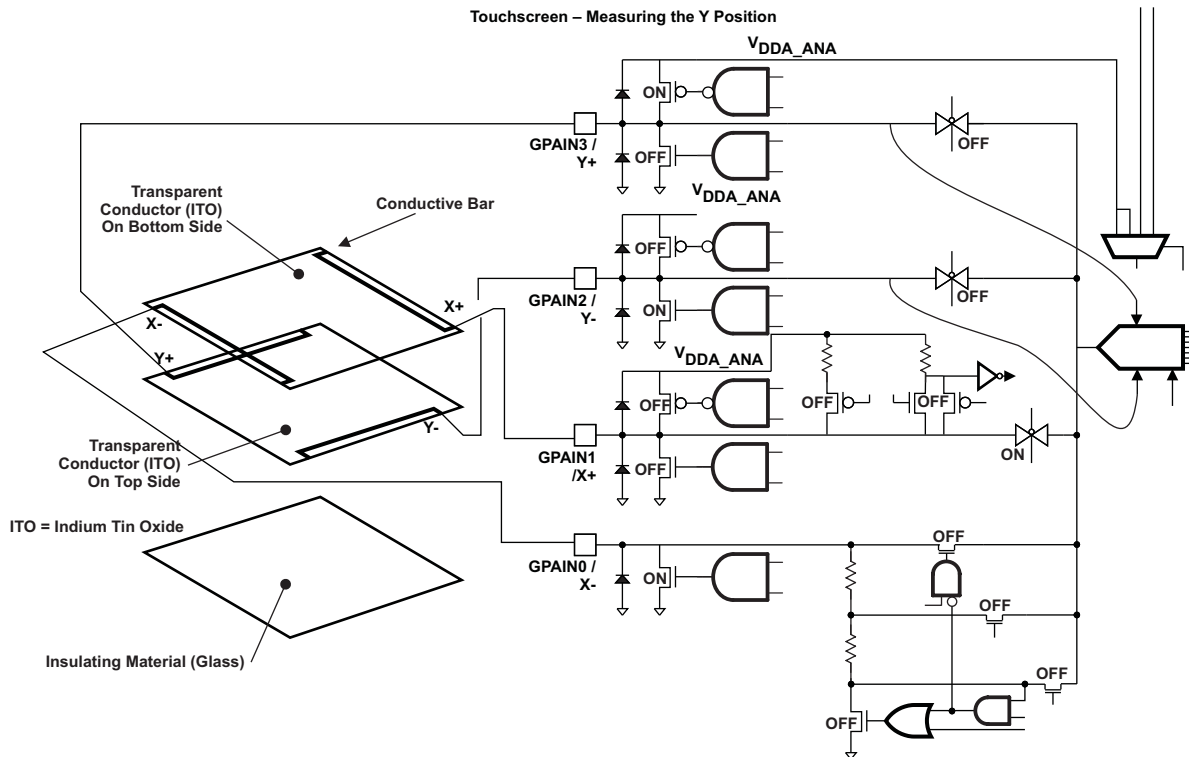 Touchscreen – Measuring the Y Position
VDDA_ANA
ON
GPAIN3 /
Y+
OFF
OFF
VDDA_ANA
Transparent
Conductor (ITO)
On Bottom Side
Conductive Bar
OFF
GPAIN2 /
Y-
ON
OFF
X+
X-
Y+
VDDA_ANA
OFF
OFF
OFF
Y-
GPAIN1
/X+
OFF
ON
Transparent
Conductor (ITO)
On Top Side
ITO = Indium Tin Oxide
GPAIN0 /
X-
ON
OFF
OFF
Insulating Material (Glass)
OFF
OFF